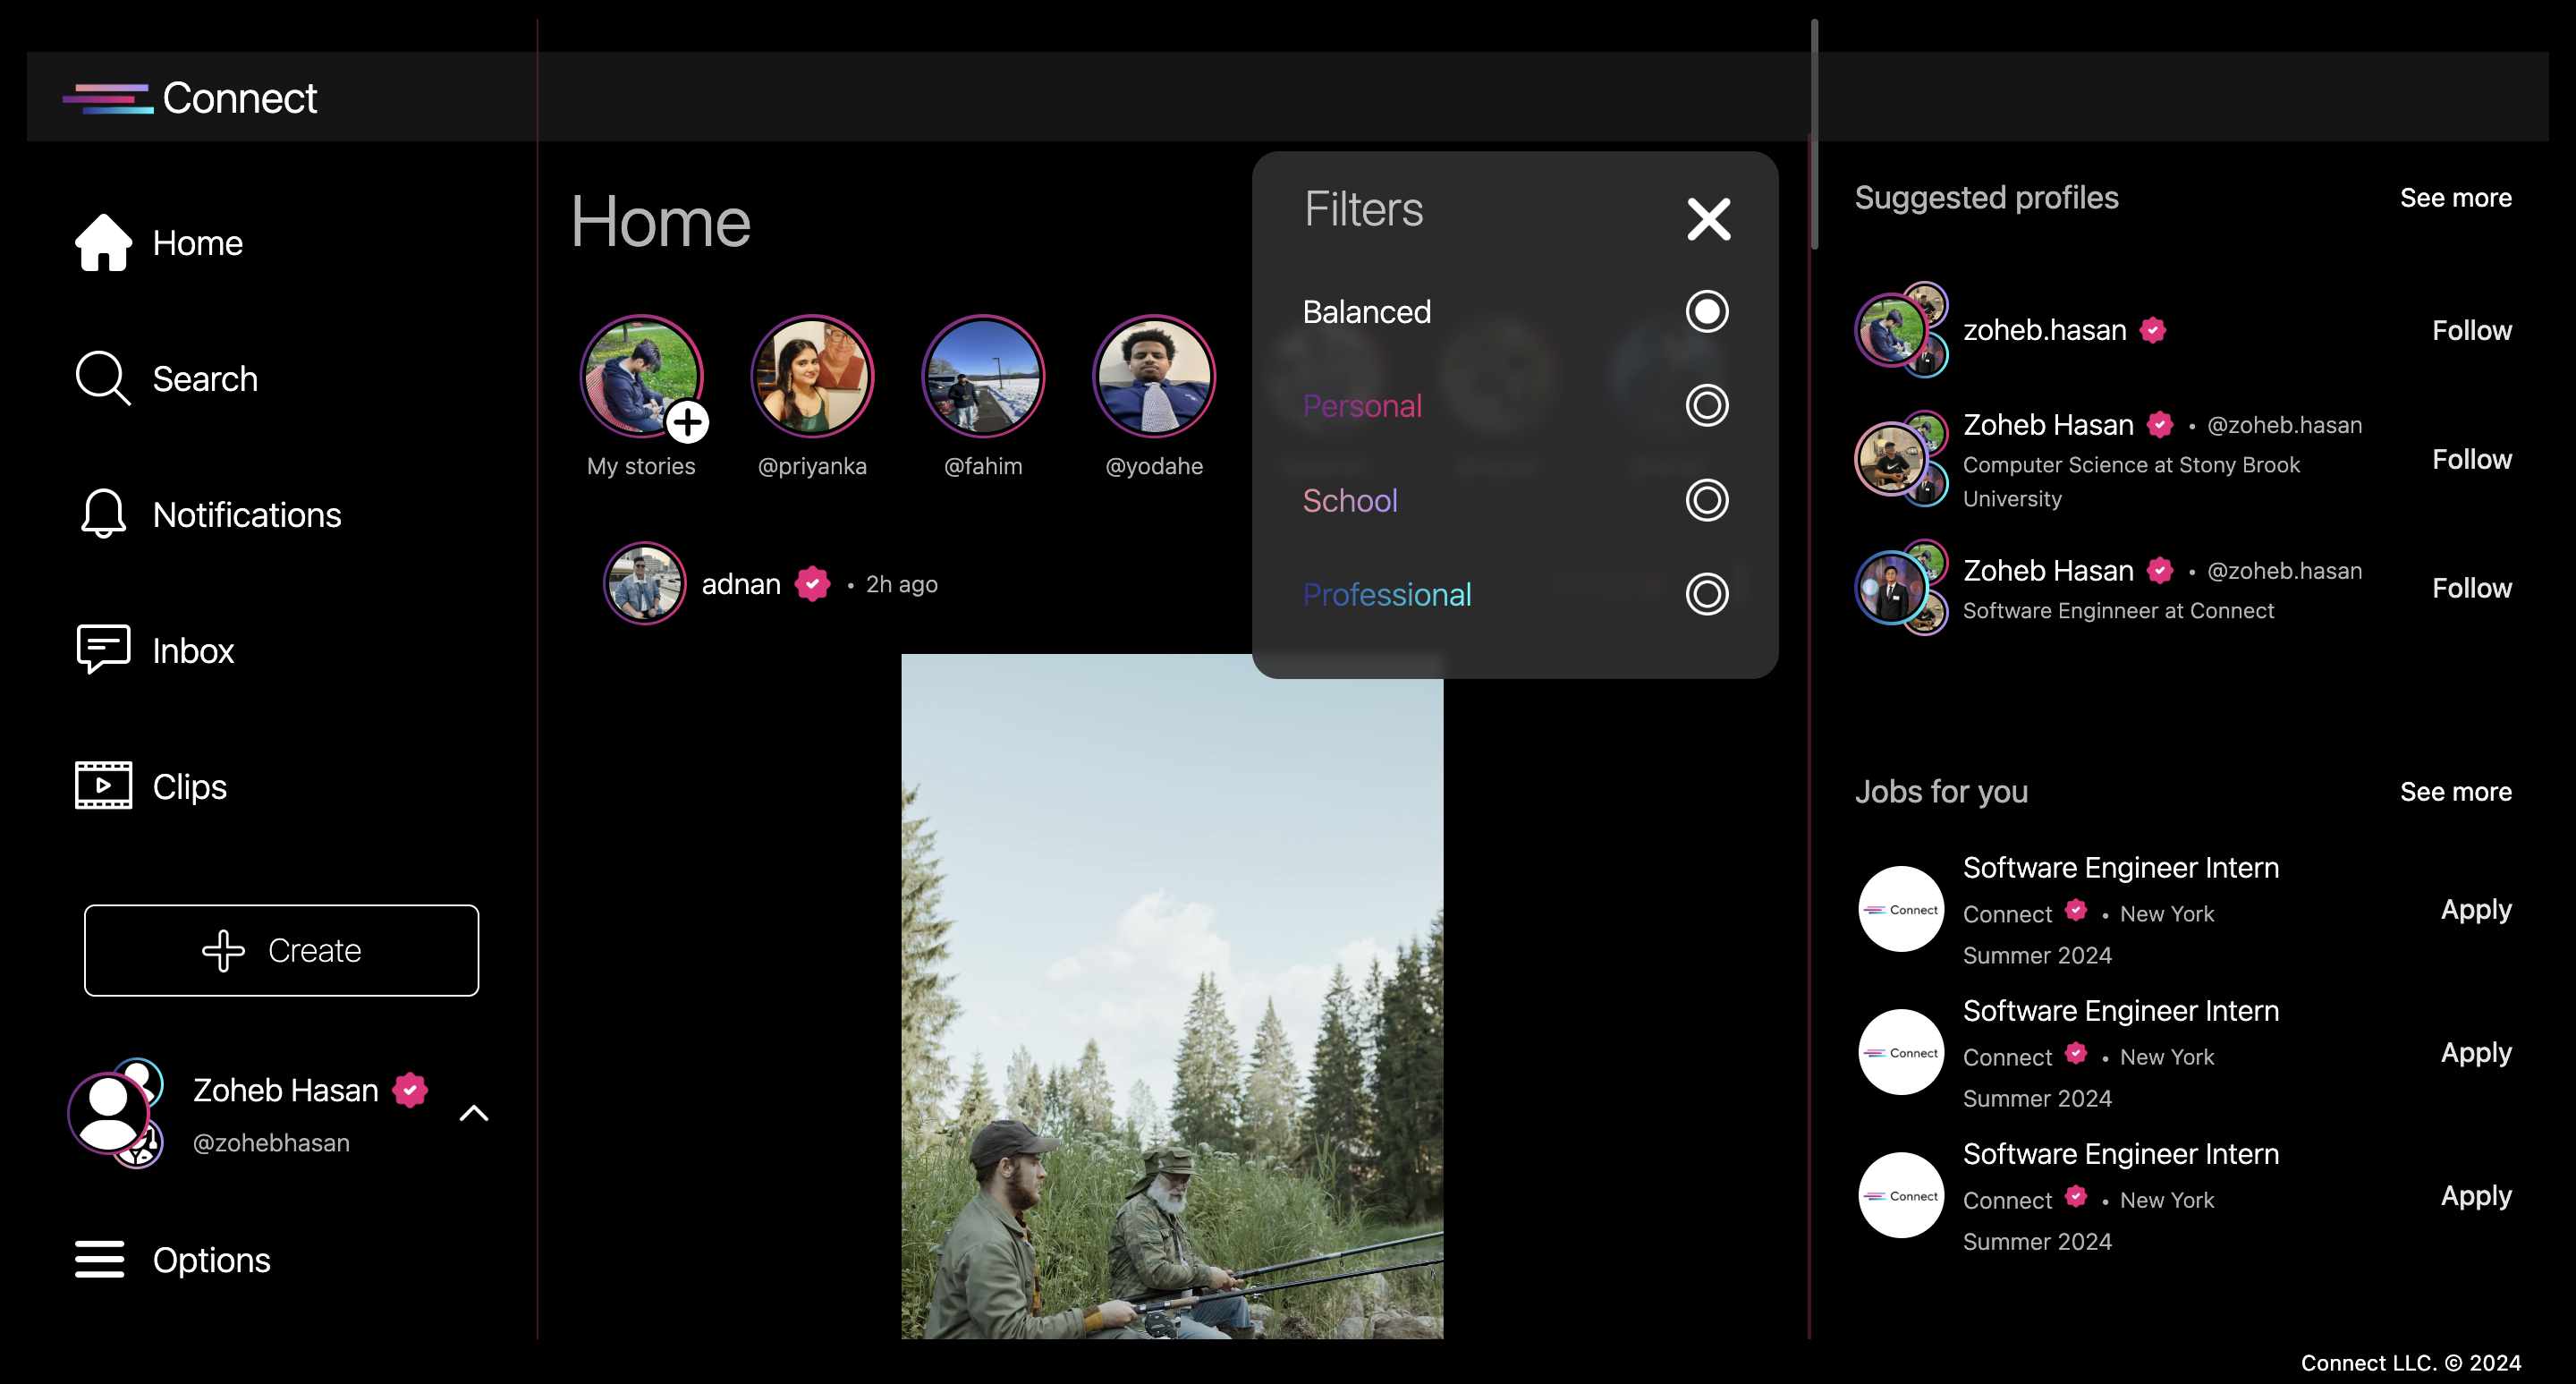 Connect
Home
Search
Notifications
Inbox
Clips
Create
Zoheb Hasan
@zohebhasan
Options
Home
My stories
@priyanka
@fahim
@yodahe
adnan • 2h ago
Filters
Balanced
Personal
School
Professional
Suggested profiles
See more
zoheb.hasan
Follow
Zoheb Hasan • @zoheb.hasan
Computer Science at Stony Brook
University
Follow
Zoheb Hasan • @zoheb.hasan
Software Enginneer at Connect
Follow
Jobs for you
See more
Connect
Software Engineer Intern
Connect • New York
Summer 2024
Apply
Connect
Software Engineer Intern
Connect • New York
Summer 2024
Apply
Connect
Software Engineer Intern
Connect • New York
Summer 2024
Apply
Connect LLC. © 2024